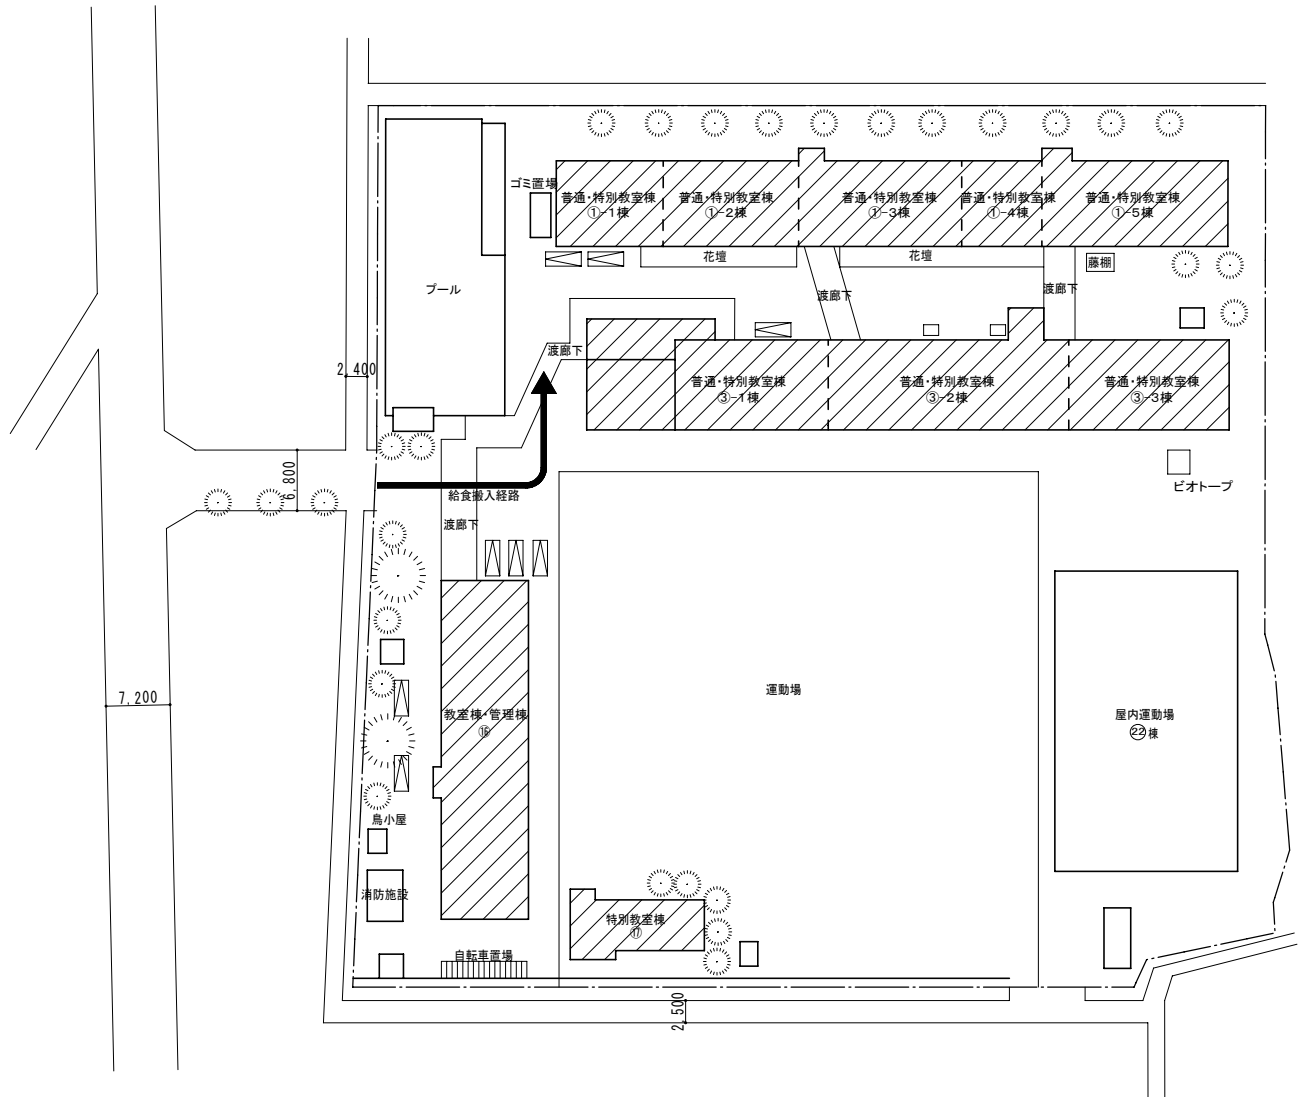 ゴミ置場
普通・特別教室棟
①-1棟
普通・特別教室棟
①-2棟
普通・特別教室棟
①-3棟
普通・特別教室棟
①-4棟
普通・特別教室棟
①-5棟
花壇
花壇
藤棚
プール
渡廊下
渡廊下
渡廊下
2,400
普通・特別教室棟
③-1棟
普通・特別教室棟
③-2棟
普通・特別教室棟
③-3棟
6,800
給食搬入経路
ビオトープ
渡廊下
7,200
教室棟・管理棟
⑯
運動場
屋内運動場
㉒棟
鳥小屋
消防施設
特別教室棟
⑰
自転車置場
2,500